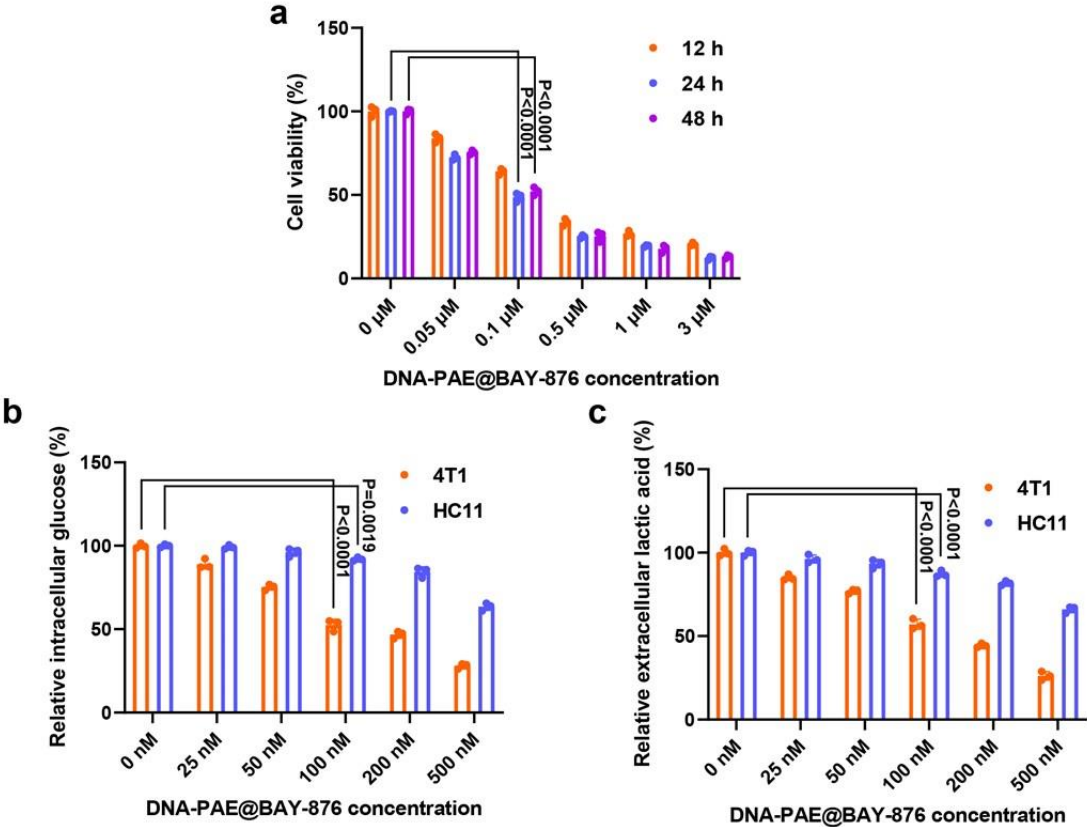 a
150
100
50
0
Cell viability (%)
12 h
24 h
48 h
P<0.0001
P<0.0001
0 µM
0.05 µM
0.1 µM
0.5 µM
1 µM
3 µM
DNA-PAE@BAY-876 concentration
b
150
100
50
0
Relative intracellular glucose (%)
4T1
HC11
P<0.0001
P=0.0019
0 nM
25 nM
50 nM
100 nM
200 nM
500 nM
DNA-PAE@BAY-876 concentration
c
150
100
50
0
Relative extracellular lactic acid (%)
4T1
HC11
P<0.0001
P<0.0001
0 nM
25 nM
50 nM
100 nM
200 nM
500 nM
DNA-PAE@BAY-876 concentration